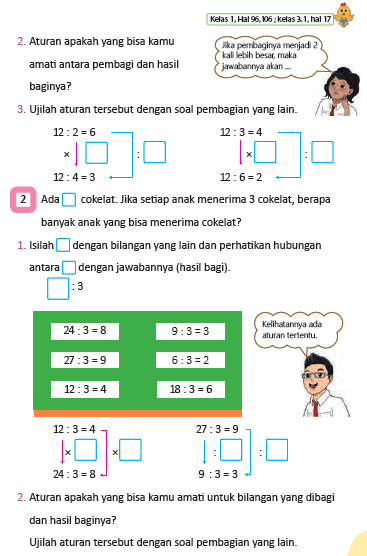 Kelas 1, Hal 96, 106 ; kelas 3.1, hal 17
2. Aturan apakah yang bisa kamu
amati antara pembagi dan hasil
baginya?
Jika pembaginya menjadi 2
kali lebih besar, maka
jawabannya akan ...
3. Ujilah aturan tersebut dengan soal pembagian yang lain.
12 : 2 = 6
× :
12 : 4 = 3
12 : 3 = 4
× :
12 : 6 = 2
2 Ada cokelat. Jika setiap anak menerima 3 cokelat, berapa
banyak anak yang bisa menerima cokelat?
1. Isilah dengan bilangan yang lain dan perhatikan hubungan
antara dengan jawabannya (hasil bagi).
: 3
24 : 3 = 8 9 : 3 = 3
27 : 3 = 9 6 : 3 = 2
12 : 3 = 4 18 : 3 = 6
Kelihatannya ada
aturan tertentu.
12 : 3 = 4
× ×
24 : 3 = 8
27 : 3 = 9
: :
9 : 3 = 3
2. Aturan apakah yang bisa kamu amati untuk bilangan yang dibagi
dan hasil baginya?
Ujilah aturan tersebut dengan soal pembagian yang lain.